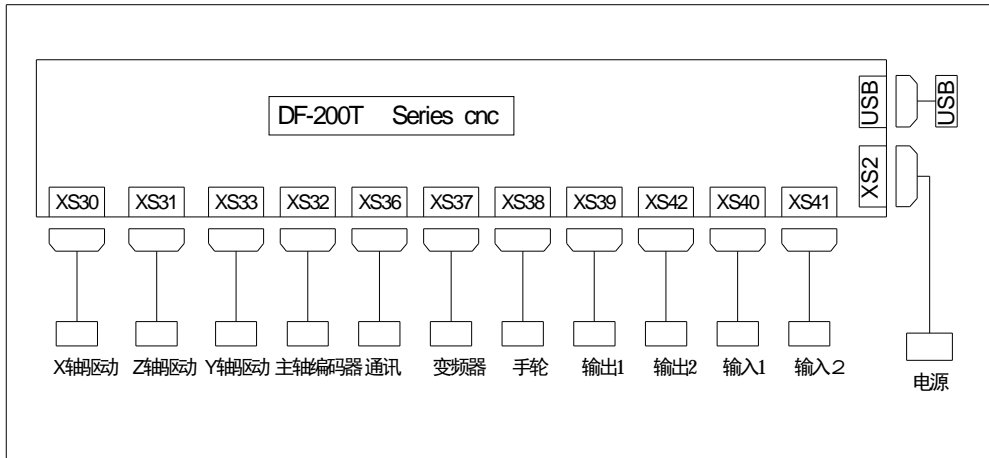 DF-200T Series cnc
USB
USB
XS2
XS30 XS31 XS33 XS32 XS36 XS37 XS38 XS39 XS42 XS40 XS41
X轴驱动 Z轴驱动 Y轴驱动 主轴编码器 通讯 变频器 手轮 输出1 输出2 输入1 输入2
电源